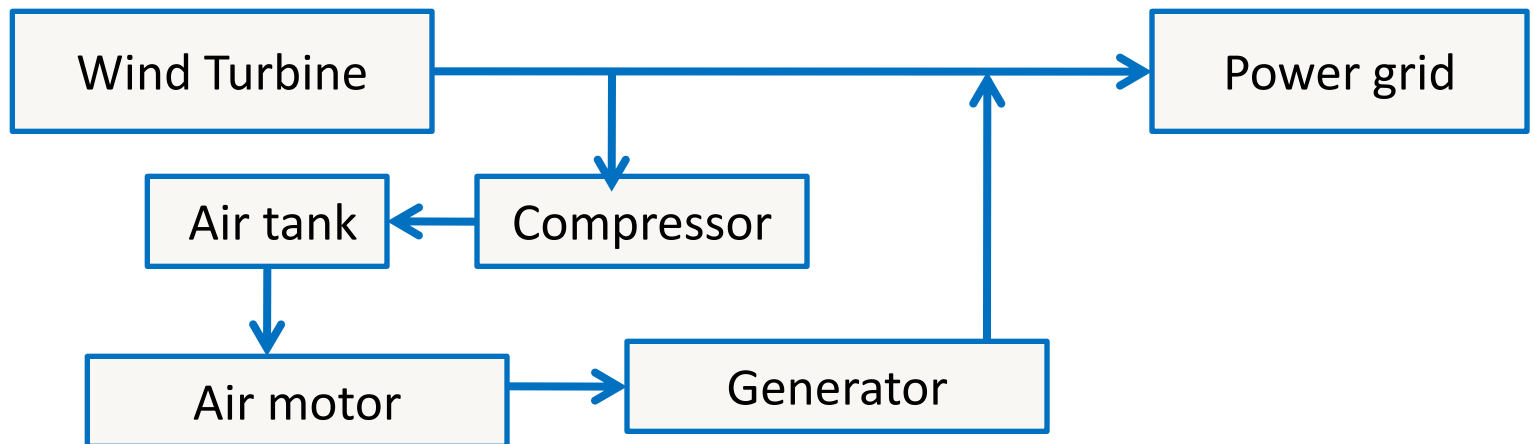 Wind Turbine
Power grid
Air tank
Compressor
Air motor
Generator